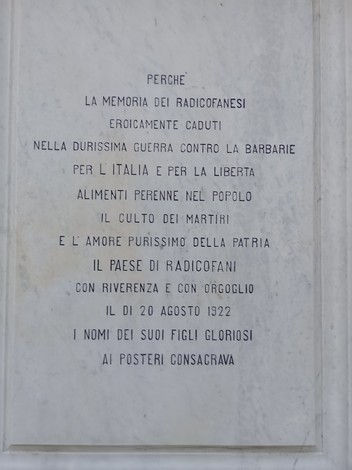 PERCHE'
LA MEMORIA DEI RADICOFANESI
EROICAMENTE CADUTI
NELLA DURISSIMA GUERRA CONTRO LA BARBARIE
PER L'ITALIA E PER LA LIBERTA
ALIMENTI PERENNE NEL POPOLO
IL CULTO DEI MARTIRI
E L'AMORE PURISSIMO DELLA PATRIA
IL PAESE DI RADICOFANI
CON RIVERENZA E CON ORGOGLIO
IL DI 20 AGOSTO 1922
I NOMI DEI SUOI FIGLI GLORIOSI
AI POSTERI CONSACRAVA